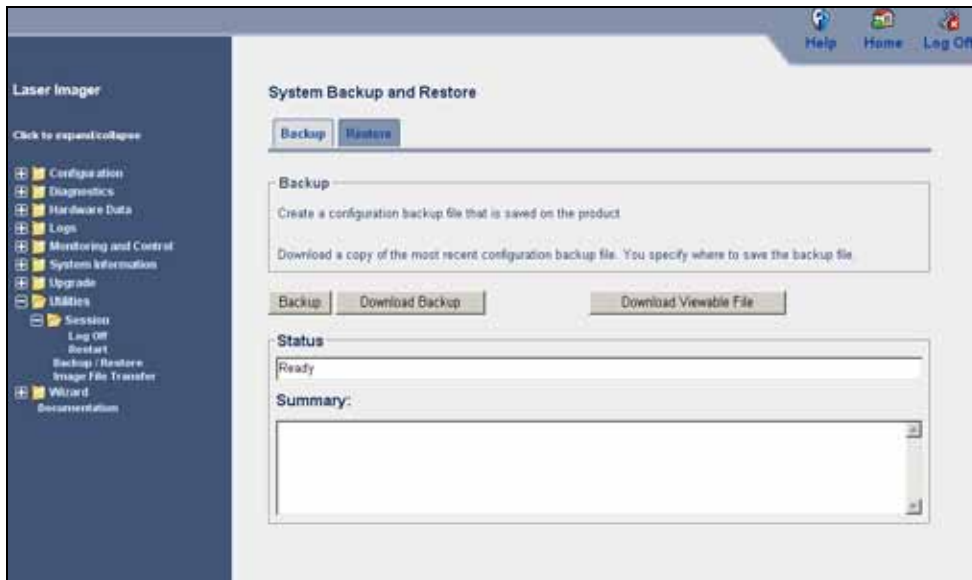 Help Home Log Off
Laser Imager
Click to expand/collapse
Configuration
Diagnostics
Hardware Data
Logs
Monitoring and Control
System Information
Upgrade
Utilities
Session
Log Off
Restart
Backup / Restore
Image File Transfer
Wizard
Documentation
System Backup and Restore
Backup Restore
Backup
Create a configuration backup file that is saved on the product
Download a copy of the most recent configuration backup file. You specify where to save the backup file.
Backup Download Backup Download Viewable File
Status
Ready
Summary: